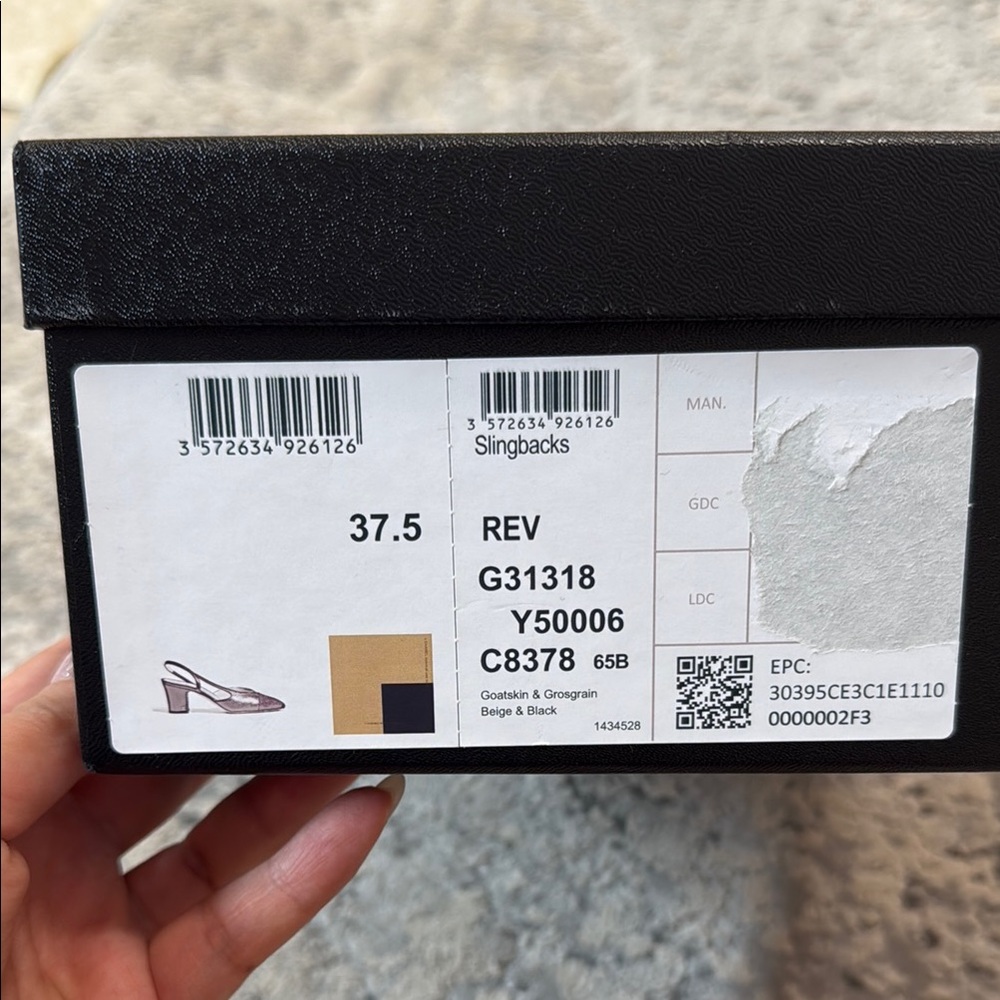 3 572634 926126
37.5
3 572634 926126
Slingbacks
REV
G31318
Y50006
C8378 65B
Goatskin & Grosgrain
Beige & Black
1434528
MAN.
GDC
LDC
EPC:
30395CE3C1E1110
0000002F3